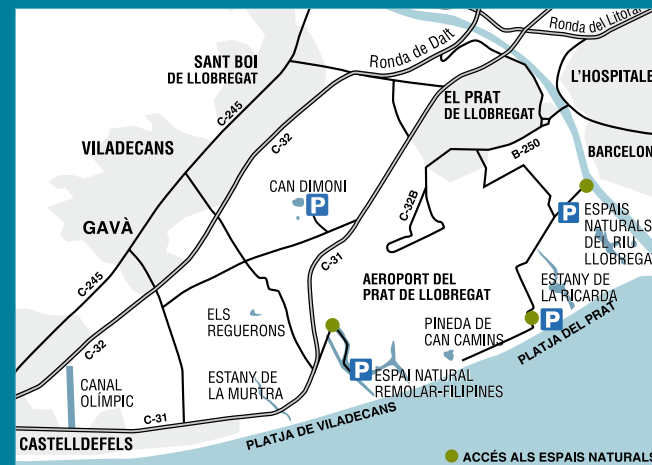 Ronda del Litoral
Ronda de Dalt
SANT BOI
DE LLOBREGAT
L'HOSPITALE
C-245
EL PRAT
DE LLOBREGAT
C-32
VILADECANS
B-250
BARCELON
CAN DIMONI
P
C-32B
P
ESPAIS
NATURALS
DEL RIU
LLOBREGAT
GAVÀ
C-31
C-245
AEROPORT DEL
PRAT DE LLOBREGAT
ESTANY DE
LA RICARDA
ELS
REGUERONS
PINEDA DE
CAN CAMINS
P
PLATJA DEL PRAT
C-32
CANAL
OLÍMPIC
ESTANY DE
LA MURTRA
P
ESPAI NATURAL
REMOLAR-FILIPINES
C-31
PLATJA DE VILADECANS
CASTELLDEFELS
ACCÉS ALS ESPAIS NATURALS